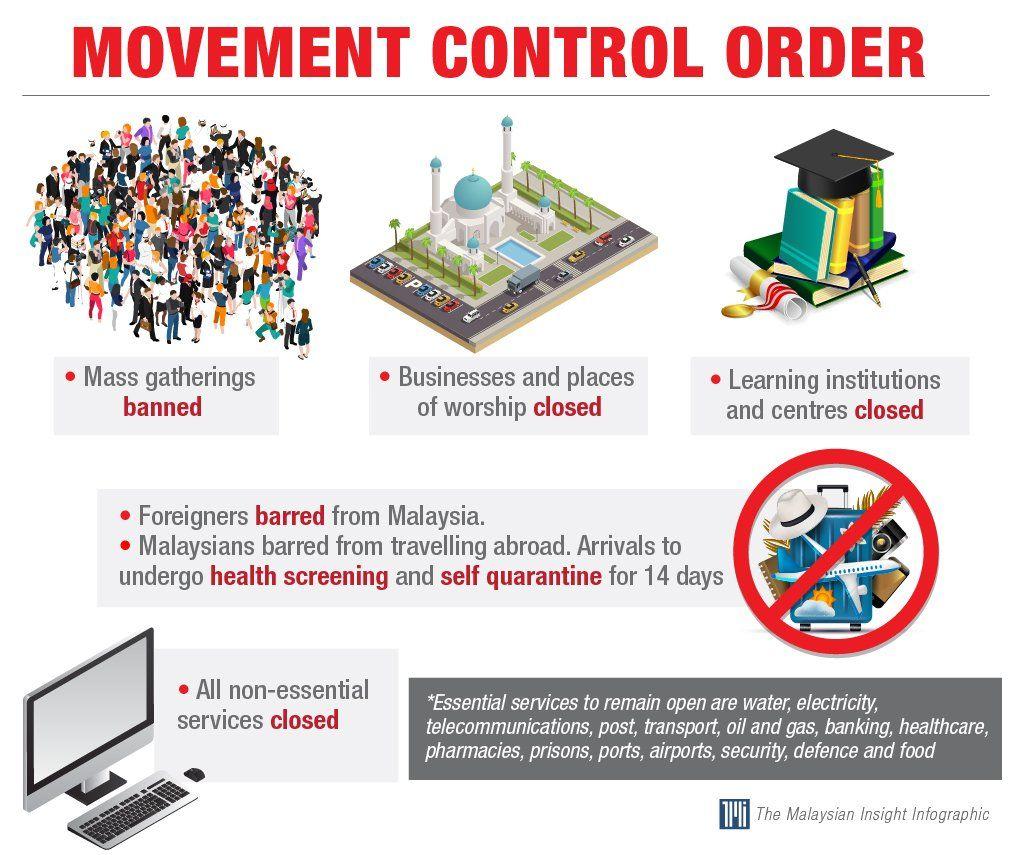 MOVEMENT CONTROL ORDER
P
• Mass gatherings
banned
• Businesses and places
of worship closed
• Learning institutions
and centres closed
• Foreigners barred from Malaysia.
• Malaysians barred from travelling abroad. Arrivals to
undergo health screening and self quarantine for 14 days
• All non-essential
services closed
*Essential services to remain open are water, electricity,
telecommunications, post, transport, oil and gas, banking, healthcare,
pharmacies, prisons, ports, airports, security, defence and food
TMI The Malaysian Insight Infographic